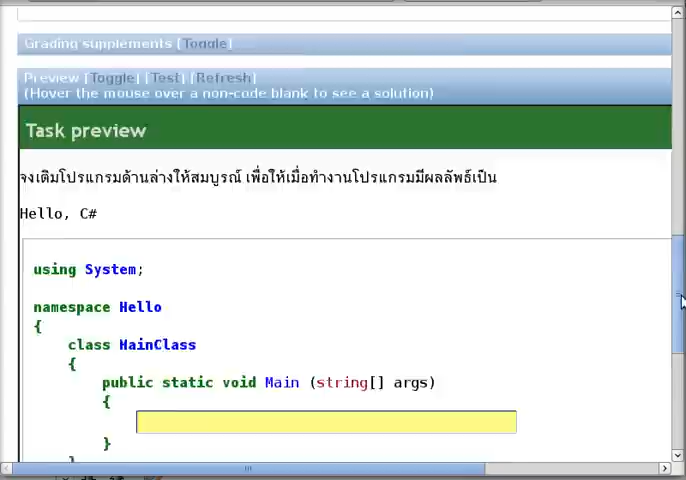 Grading supplements [Toggle]
Preview [Toggle] [Test] [Refresh]
(Hover the mouse over a non-code blank to see a solution)
Task preview
จงเติมโปรแกรมด้านล่างให้สมบูรณ์ เพื่อให้เมื่อทำงานโปรแกรมมีผลลัพธ์เป็น
Hello, C#
using System;
namespace Hello
{
class MainClass
{
public static void Main (string[] args)
{
}